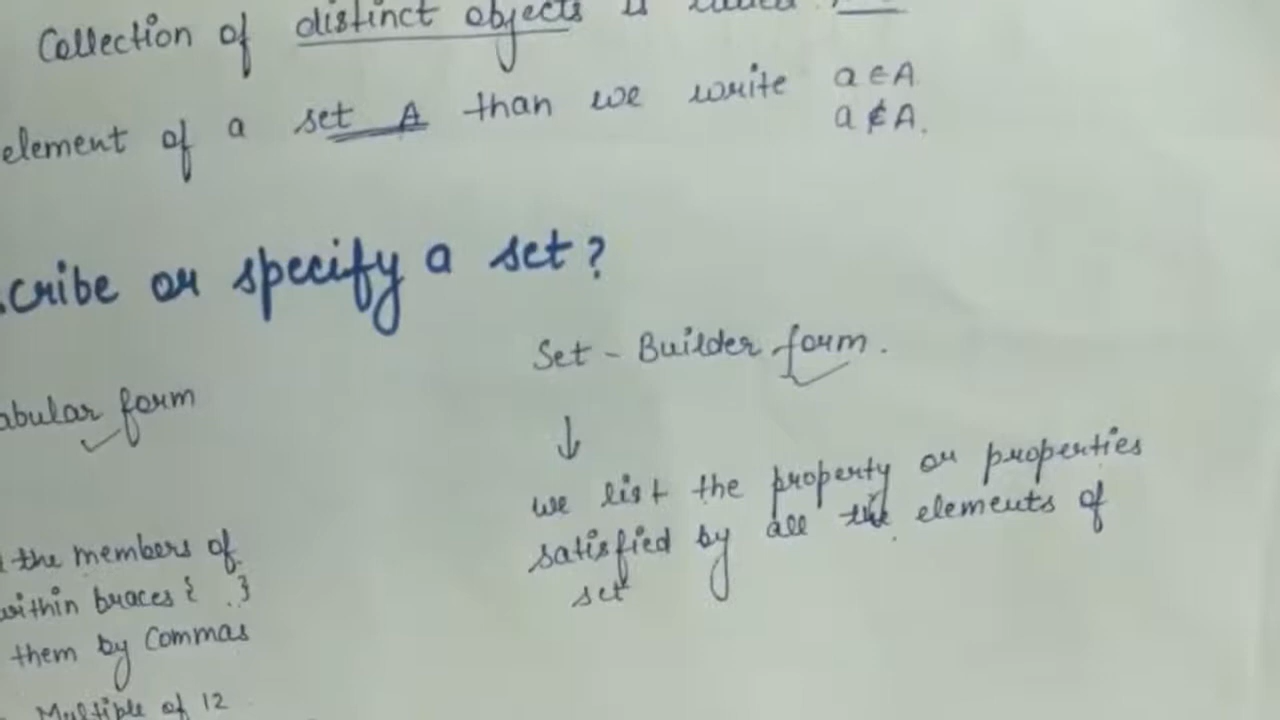 Collection of distinct objects is called
element of a set A than we write a ∈ A
a ∉ A.
cribe or specify a set?
Set - Builder form.
abular form
↓
we list the property or properties
satisfied by all the elements of
set
the members of
within braces { . }
them by Commas
Multiple of 12